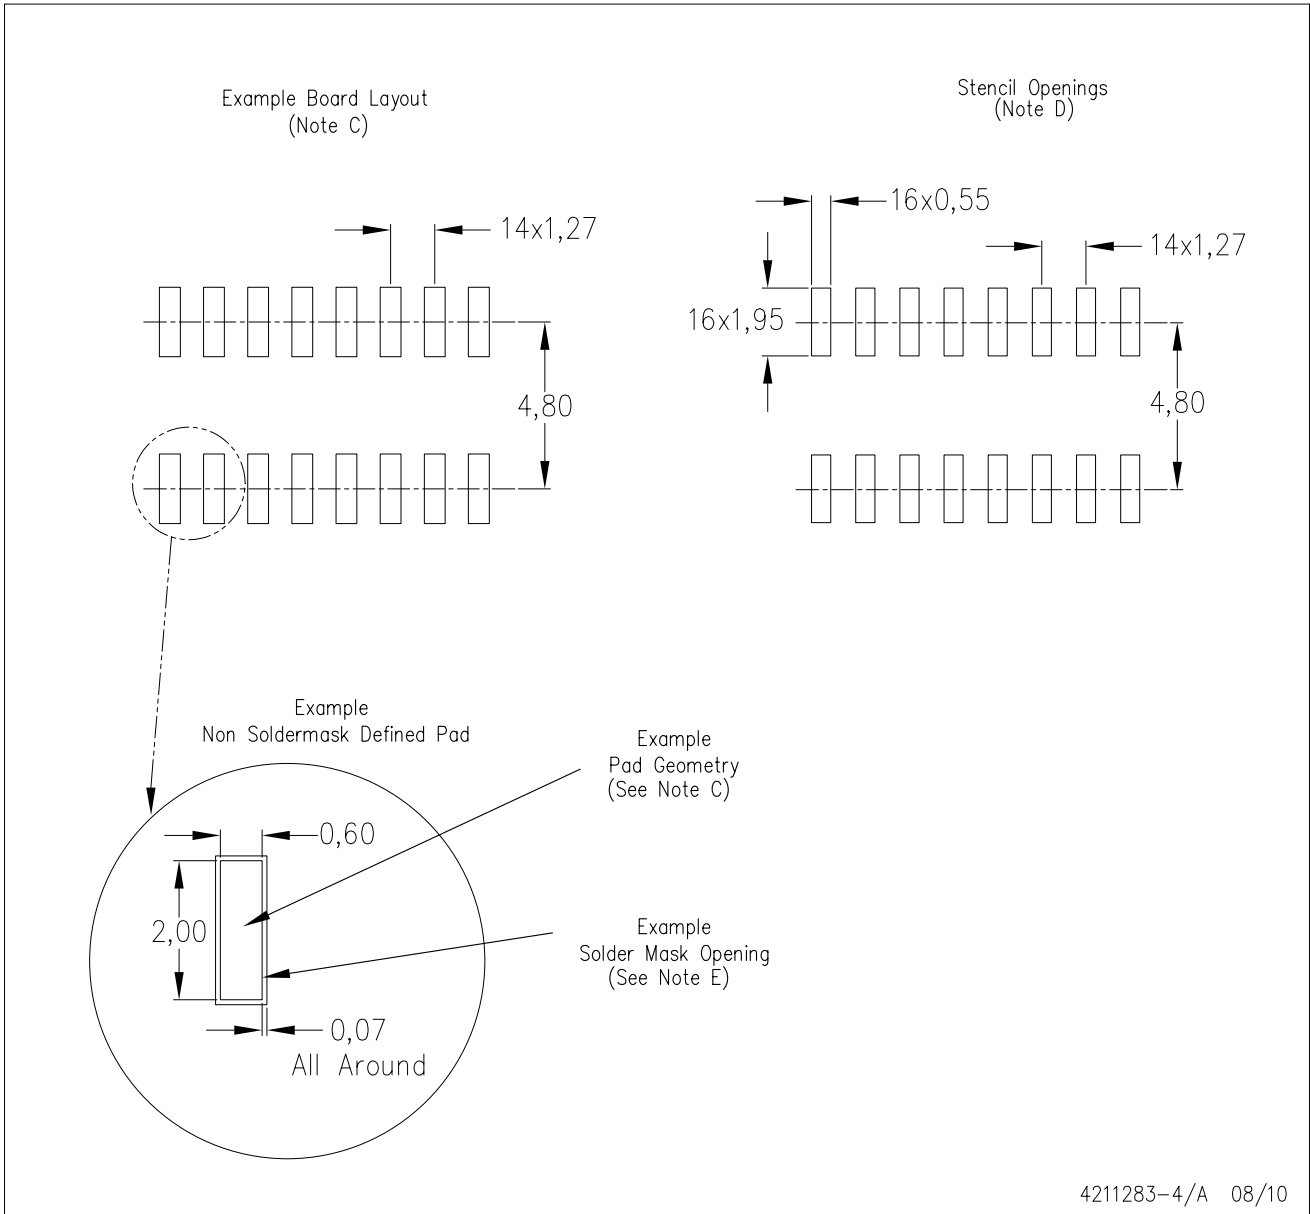 Example Board Layout
(Note C)
Stencil Openings
(Note D)
14x1,27
4,80
16x0,55
14x1,27
16x1,95
4,80
Example
Non Soldermask Defined Pad
Example
Pad Geometry
(See Note C)
0,60
2,00
Example
Solder Mask Opening
(See Note E)
0,07
All Around
4211283-4/A 08/10